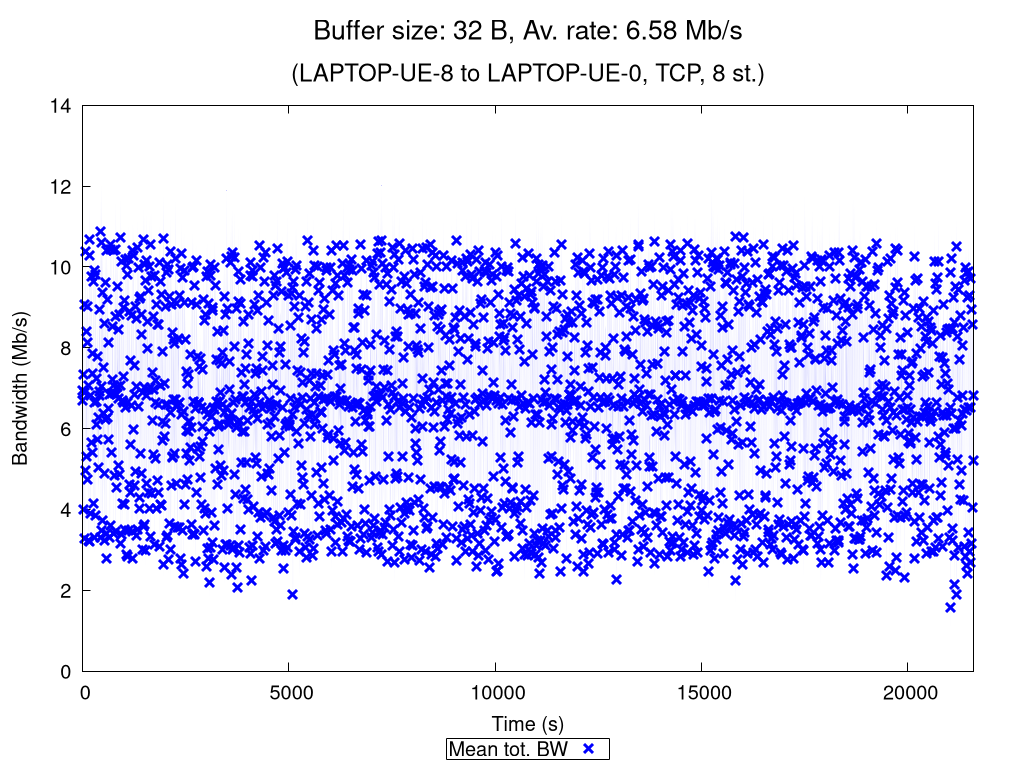 Buffer size: 32 B, Av. rate: 6.58 Mb/s
(LAPTOP-UE-8 to LAPTOP-UE-0, TCP, 8 st.)
14
12
10
8
6
4
2
0
Bandwidth (Mb/s)
0 5000 10000 15000 20000
Time (s)
Mean tot. BW